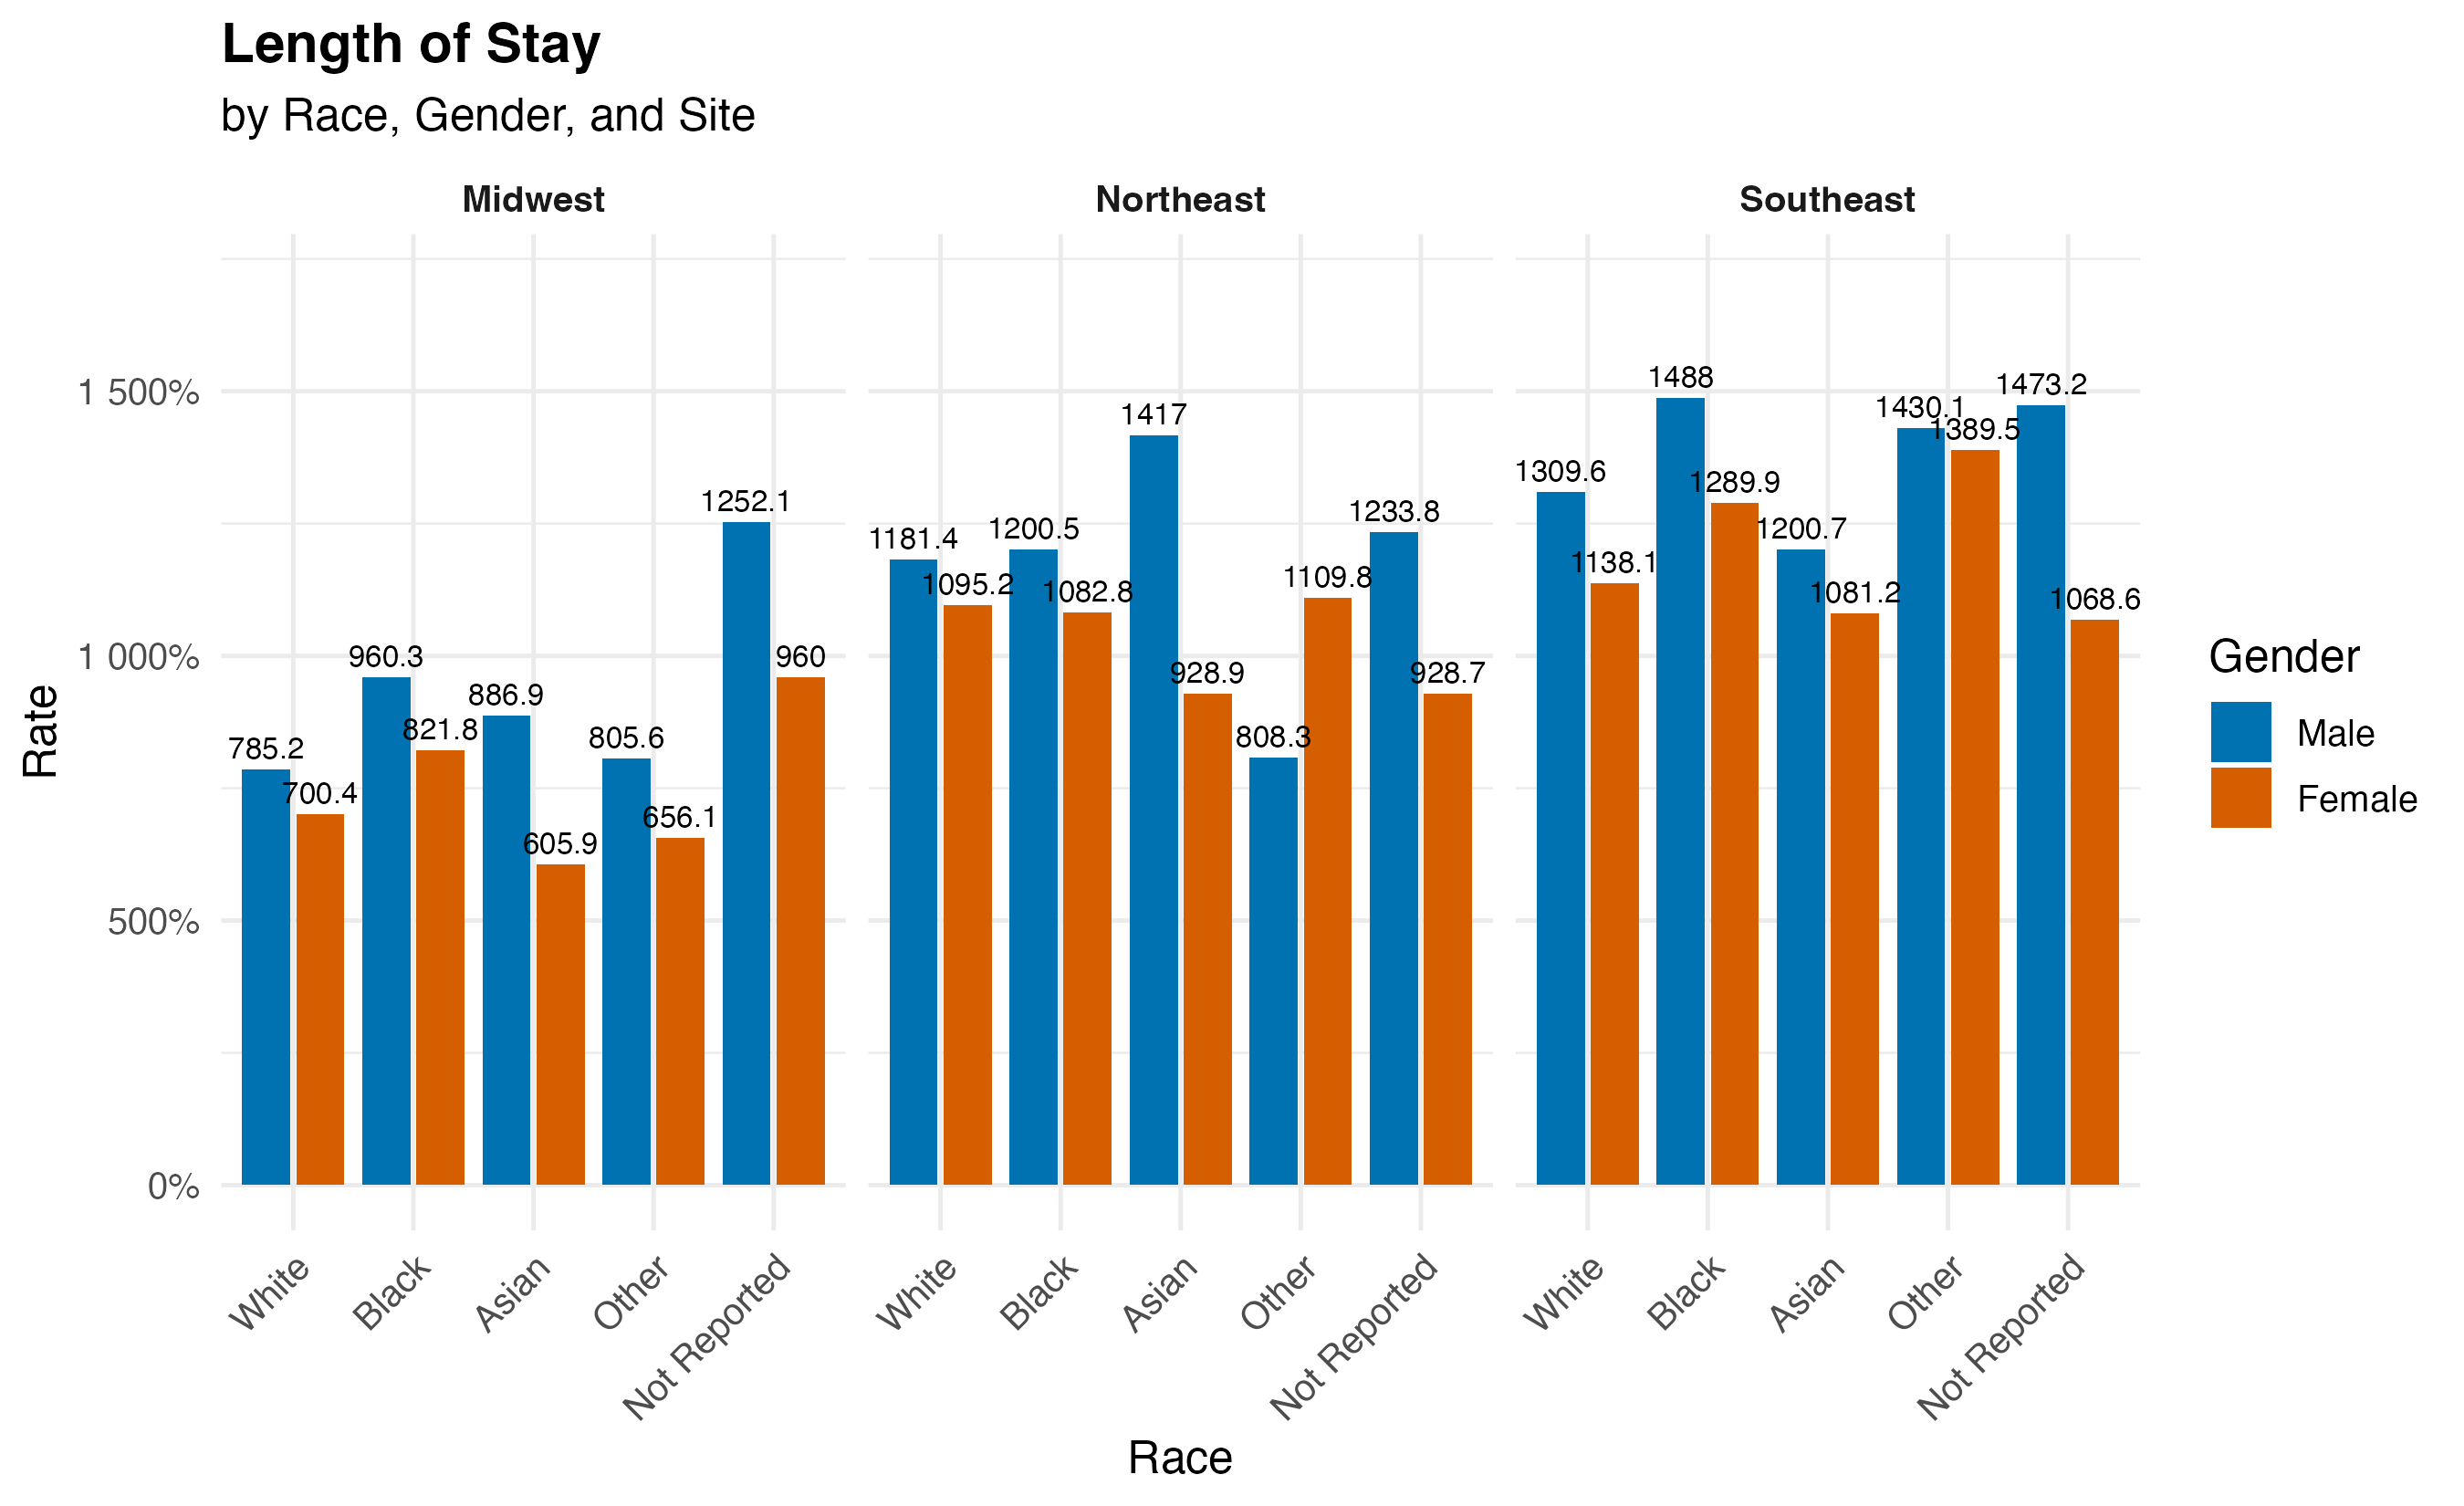 Length of Stay
by Race, Gender, and Site
Midwest
Northeast
Southeast
Rate
1 500%
1 000%
500%
0%
785.2
700.4
960.3
821.8
886.9
605.9
805.6
656.1
1252.1
960
1181.4
1095.2
1200.5
1082.8
1417
928.9
808.3
1109.8
1233.8
928.7
1309.6
1138.1
1488
1289.9
1200.7
1081.2
1430.1
1389.5
1473.2
1068.6
White
Black
Asian
Other
Not Reported
White
Black
Asian
Other
Not Reported
White
Black
Asian
Other
Not Reported
Race
Gender
Male
Female